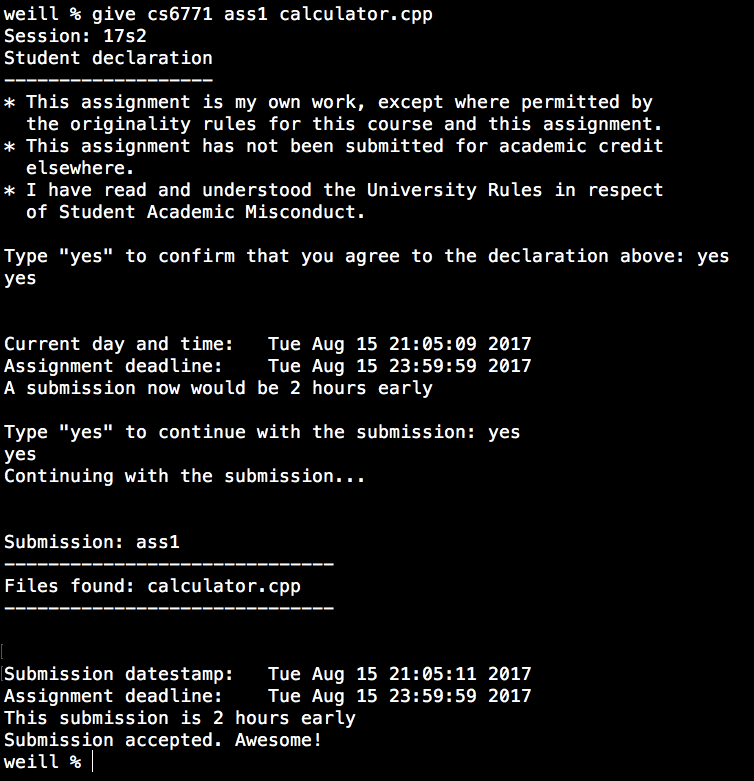 weill % give cs6771 ass1 calculator.cpp
Session: 17s2
Student declaration
-------------------
* This assignment is my own work, except where permitted by
  the originality rules for this course and this assignment.
* This assignment has not been submitted for academic credit
  elsewhere.
* I have read and understood the University Rules in respect
  of Student Academic Misconduct.
Type "yes" to confirm that you agree to the declaration above: yes
yes
Current day and time:   Tue Aug 15 21:05:09 2017
Assignment deadline:    Tue Aug 15 23:59:59 2017
A submission now would be 2 hours early
Type "yes" to continue with the submission: yes
yes
Continuing with the submission...
Submission: ass1
------------------------------
Files found: calculator.cpp
------------------------------
Submission datestamp:   Tue Aug 15 21:05:11 2017
Assignment deadline:    Tue Aug 15 23:59:59 2017
This submission is 2 hours early
Submission accepted. Awesome!
weill %